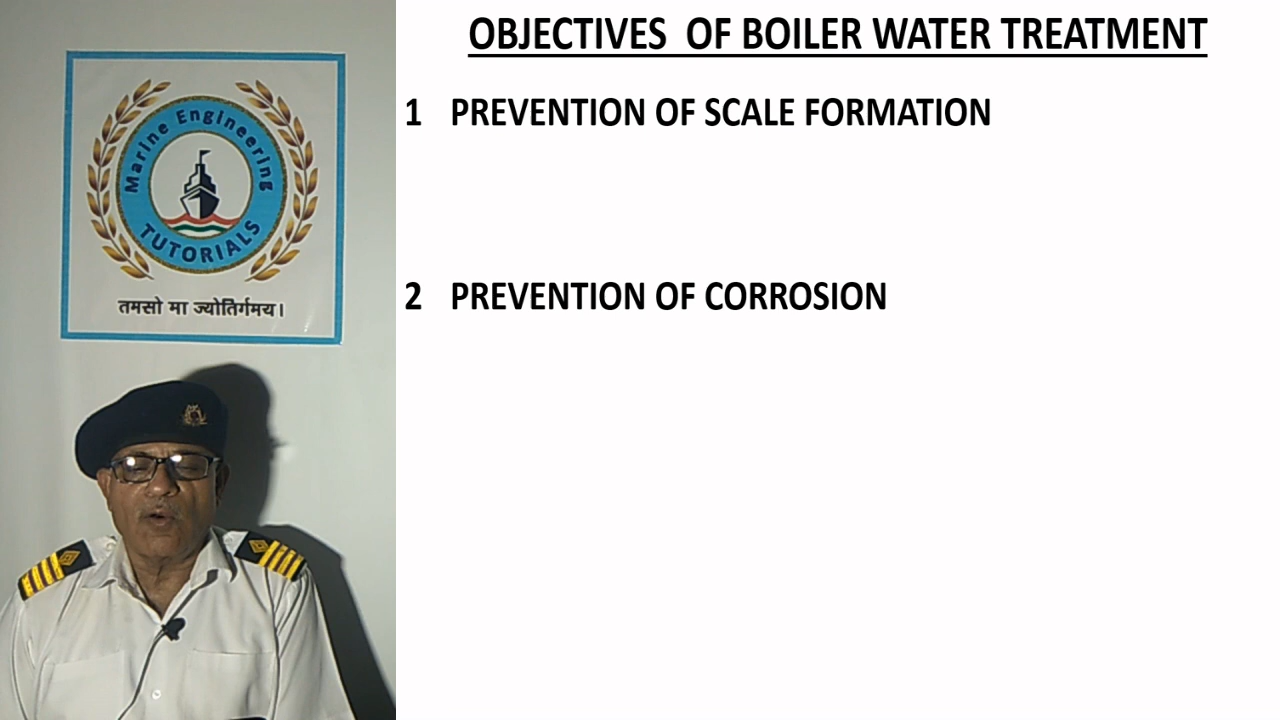 OBJECTIVES OF BOILER WATER TREATMENT
1 PREVENTION OF SCALE FORMATION
2 PREVENTION OF CORROSION
Marine Engineering
TUTORIALS
तमसो मा ज्योतिर्गमय।